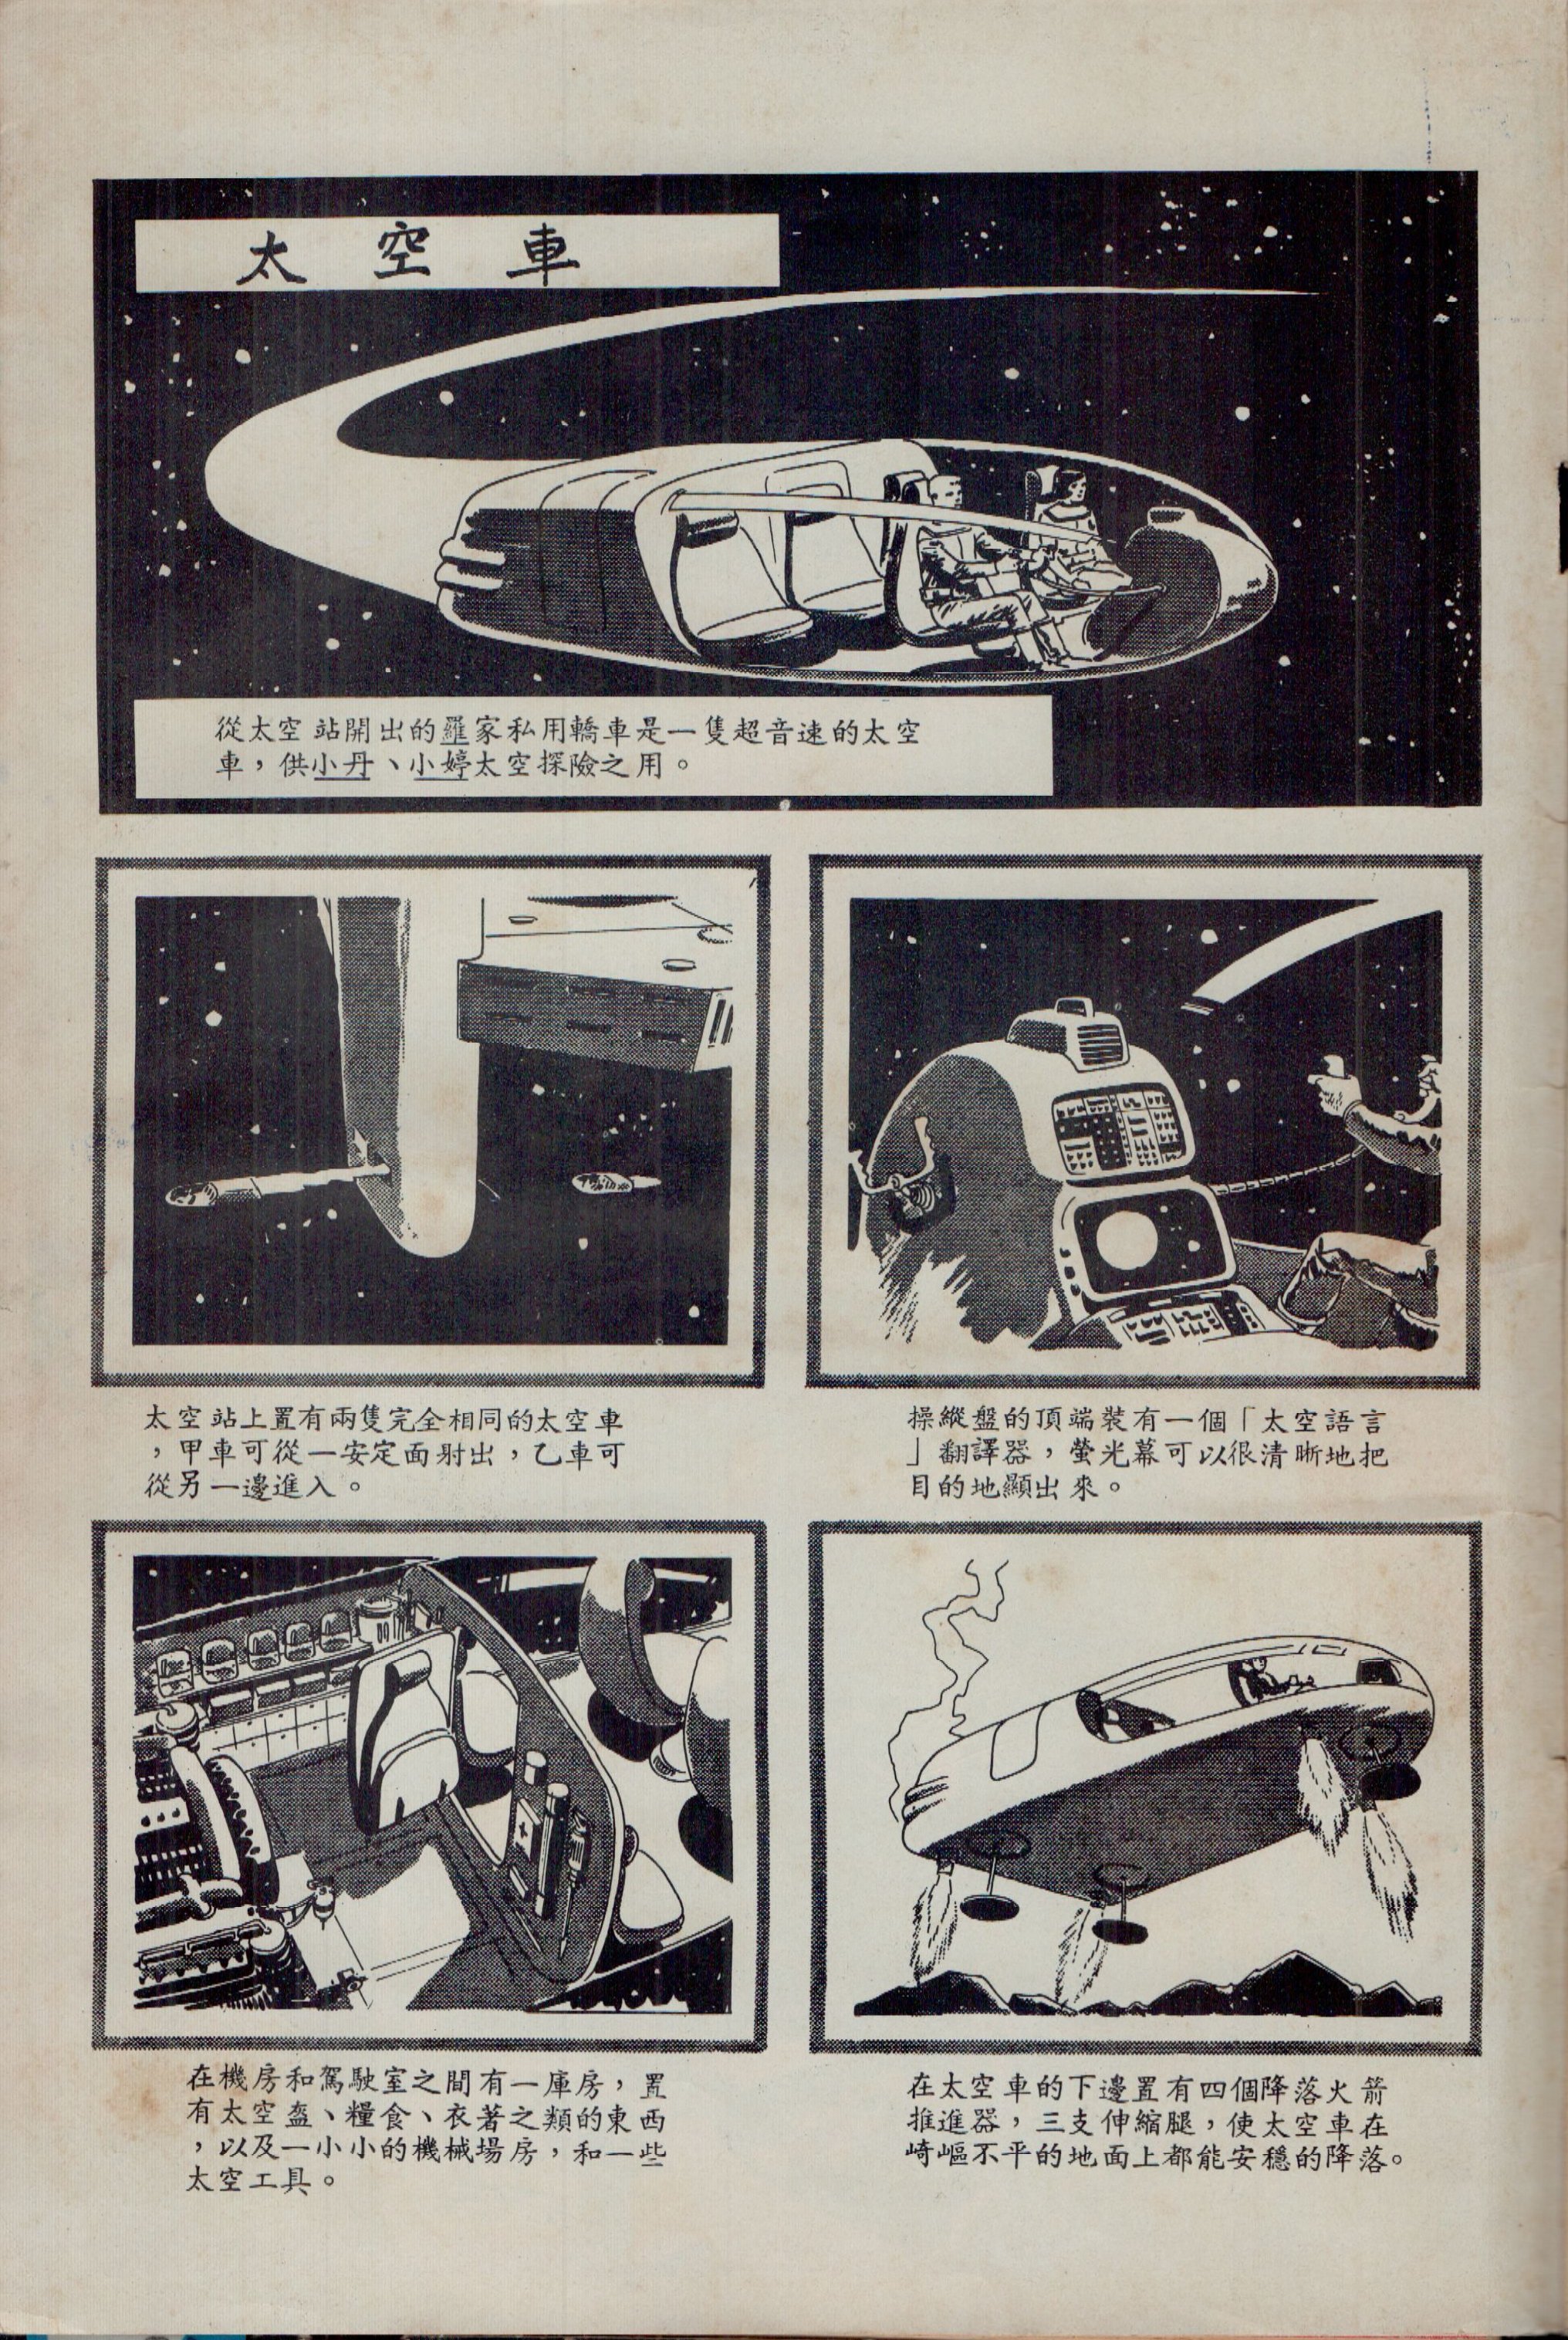 太空車
從太空站開出的羅家私用轎車是一隻超音速的太空
車，供小丹、小婷太空探險之用。
太空站上置有兩隻完全相同的太空車
，甲車可從一安定面射出，乙車可
從另一邊進入。
操縱盤的頂端裝有一個「太空語言
」翻譯器，螢光幕可以很清晰地把
目的地顯出來。
在機房和駕駛室之間有一庫房，置
有太空盔、糧食、衣著之類的東西
，以及一小小的機械場房，和一些
太空工具。
在太空車的下邊置有四個降落火箭
推進器，三支伸縮腿，使太空車在
崎嶇不平的地面上都能安穩的降落。